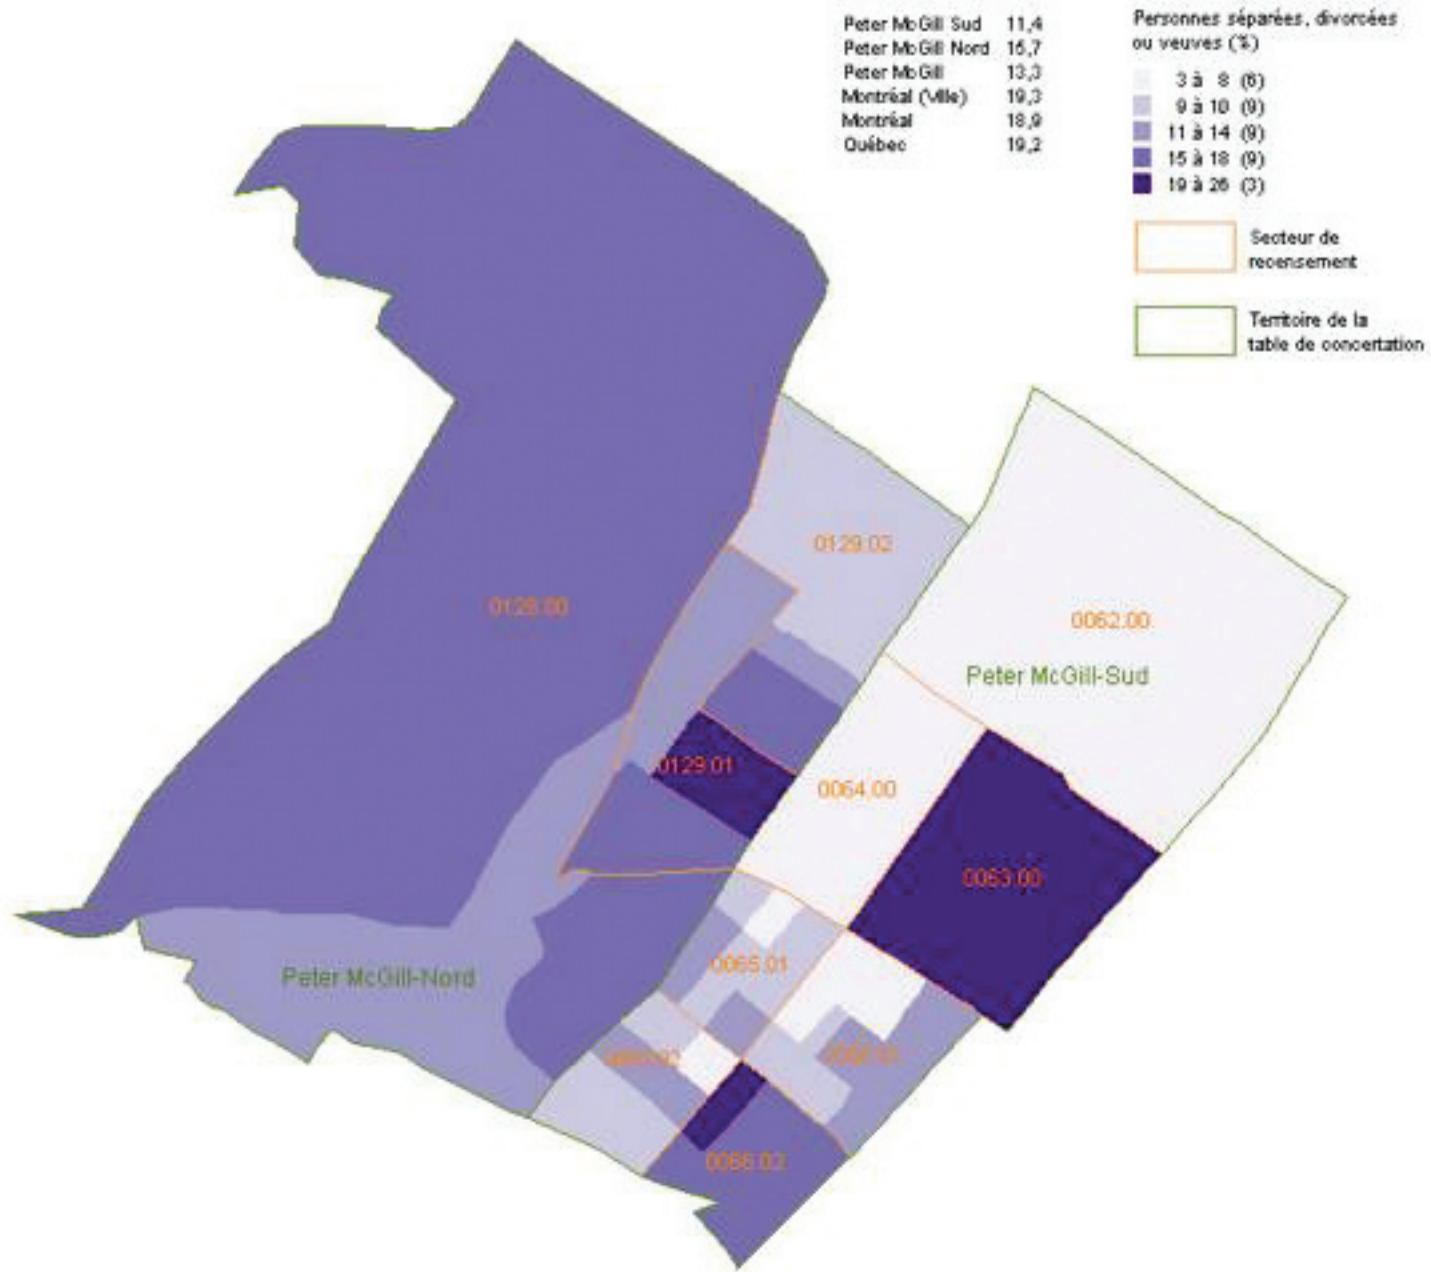 Peter McGill Sud 11,4
Peter McGill Nord 16,7
Peter McGill 13,3
Montréal (Ville) 19,3
Montréal 18,9
Québec 19,2
Personnes séparées, divorcées
ou veuves (%)
3 à 8 (6)
9 à 10 (9)
11 à 14 (9)
15 à 18 (9)
19 à 26 (3)
Secteur de
recensement
Territoire de la
table de concertation
0129.02
0128.00
0062.00
Peter McGill-Sud
0129.01
0064.00
0063.00
0065.01
Peter McGill-Nord
0066.02